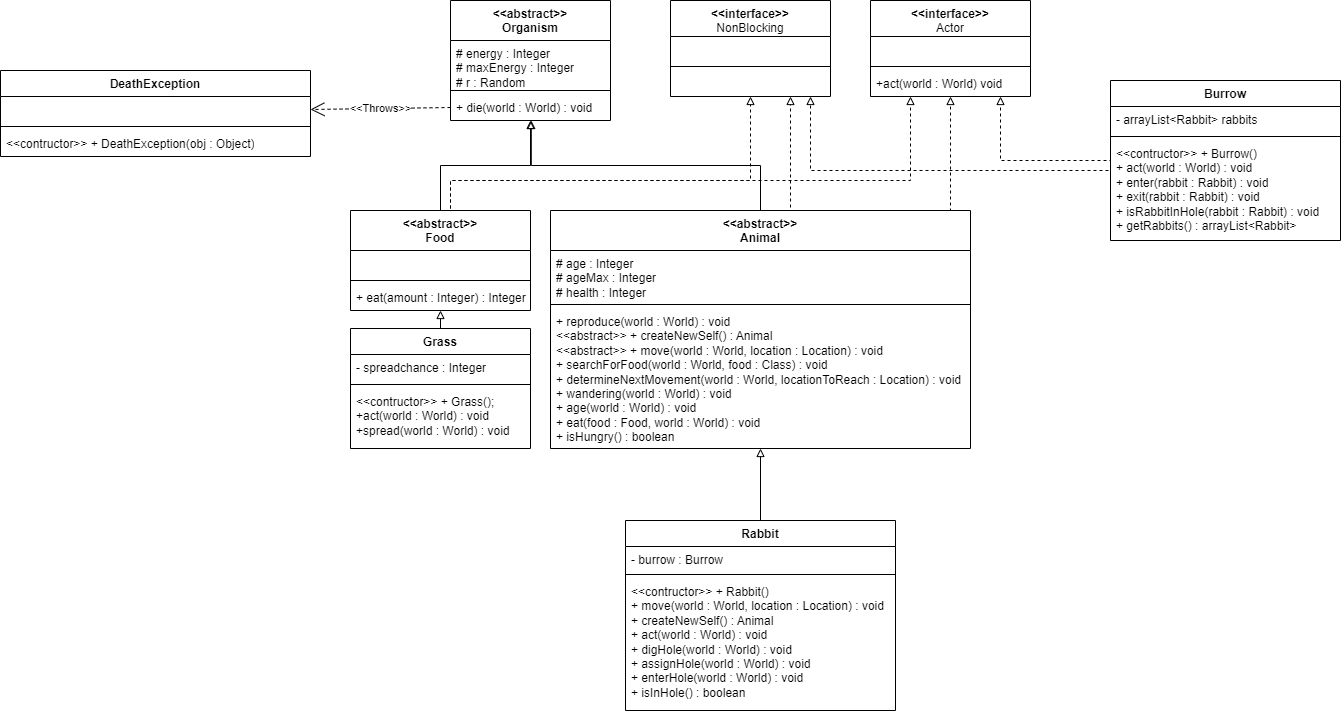 <<abstract>>
Organism
# energy : Integer
# maxEnergy : Integer
# r : Random
+ die(world : World) : void
<<interface>>
NonBlocking
<<interface>>
Actor
+act(world : World) void
DeathException
<<contructor>> + DeathException(obj : Object)
<<Throws>>
Burrow
- arrayList<Rabbit> rabbits
<<contructor>> + Burrow()
+ act(world : World) : void
+ enter(rabbit : Rabbit) : void
+ exit(rabbit : Rabbit) : void
+ isRabbitInHole(rabbit : Rabbit) : void
+ getRabbits() : arrayList<Rabbit>
<<abstract>>
Food
+ eat(amount : Integer) : Integer
<<abstract>>
Animal
# age : Integer
# ageMax : Integer
# health : Integer
+ reproduce(world : World) : void
<<abstract>> + createNewSelf() : Animal
<<abstract>> + move(world : World, location : Location) : void
+ searchForFood(world : World, food : Class) : void
+ determineNextMovement(world : World, locationToReach : Location) : void
+ wandering(world : World) : void
+ age(world : World) : void
+ eat(food : Food, world : World) : void
+ isHungry() : boolean
Grass
- spreadchance : Integer
<<contructor>> + Grass();
+act(world : World) : void
+spread(world : World) : void
Rabbit
- burrow : Burrow
<<contructor>> + Rabbit()
+ move(world : World, location : Location) : void
+ createNewSelf() : Animal
+ act(world : World) : void
+ digHole(world : World) : void
+ assignHole(world : World) : void
+ enterHole(world : World) : void
+ isInHole() : boolean